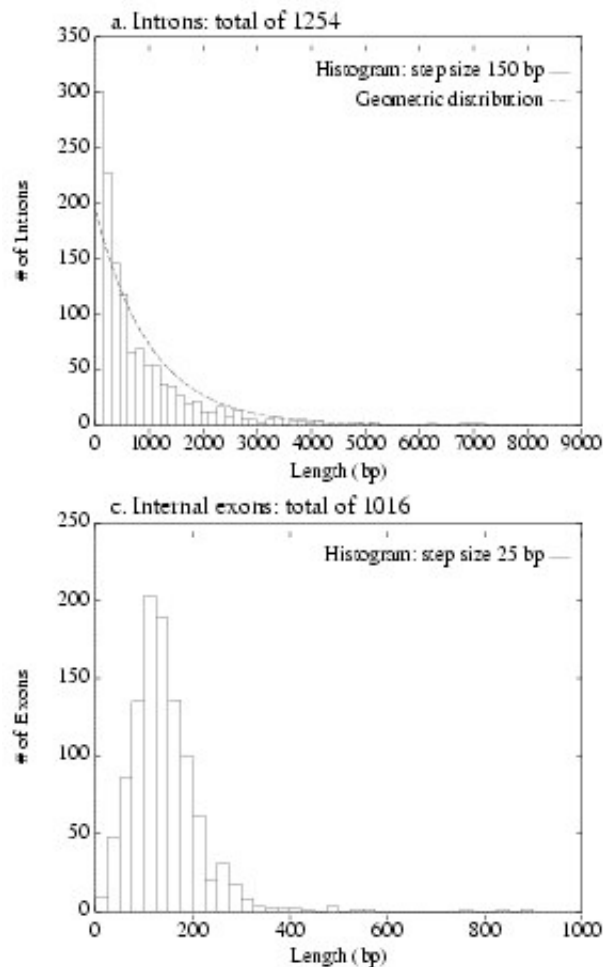 a. Introns: total of 1254
350
300
250
200
150
100
50
0
# of Introns
Histogram: step size 150 bp
Geometric distribution
0 1000 2000 3000 4000 5000 6000 7000 8000 9000
Length (bp)
c. Internal exons: total of 1016
250
200
150
100
50
0
# of Exons
Histogram: step size 25 bp
0 200 400 600 800 1000
Length (bp)